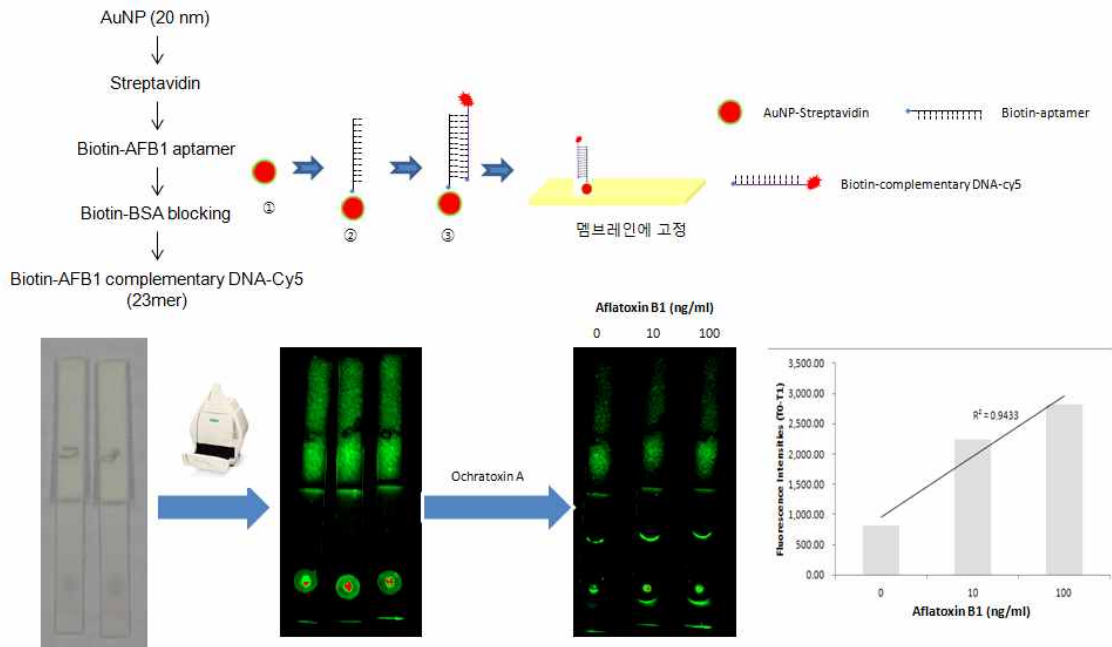 AuNP (20 nm)
Streptavidin
Biotin-AFB1 aptamer
Biotin-BSA blocking
Biotin-AFB1 complementary DNA-Cy5
(23mer)
①
②
③
멤브레인에 고정
AuNP-Streptavidin
Biotin-aptamer
Biotin-complementary DNA-cy5
Ochratoxin A
Aflatoxin B1 (ng/ml)
0 10 100
Fluorescence Intensities (T0-T1)
3,500.00
3,000.00
2,500.00
2,000.00
1,500.00
1,000.00
500.00
0.00
R² = 0.9433
0 10 100
Aflatoxin B1 (ng/ml)